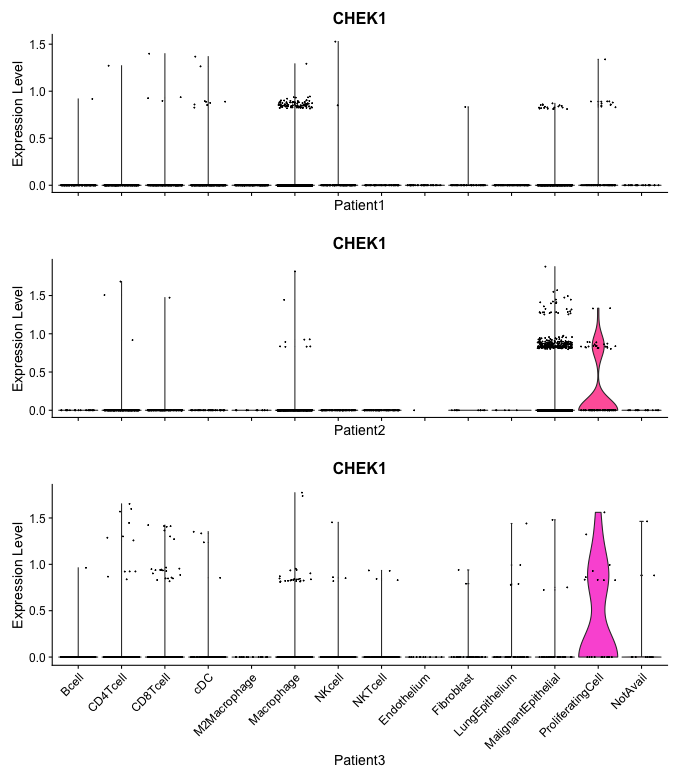 CHEK1
Expression Level
1.5
1.0
0.5
0.0
Patient1
CHEK1
Expression Level
1.5
1.0
0.5
0.0
Patient2
CHEK1
Expression Level
1.5
1.0
0.5
0.0
Bcell
CD4Tcell
CD8Tcell
cDC
M2Macrophage
Macrophage
NKcell
NKTcell
Endothelium
Fibroblast
LungEpithelium
MalignantEpithelial
ProliferatingCell
NotAvail
Patient3